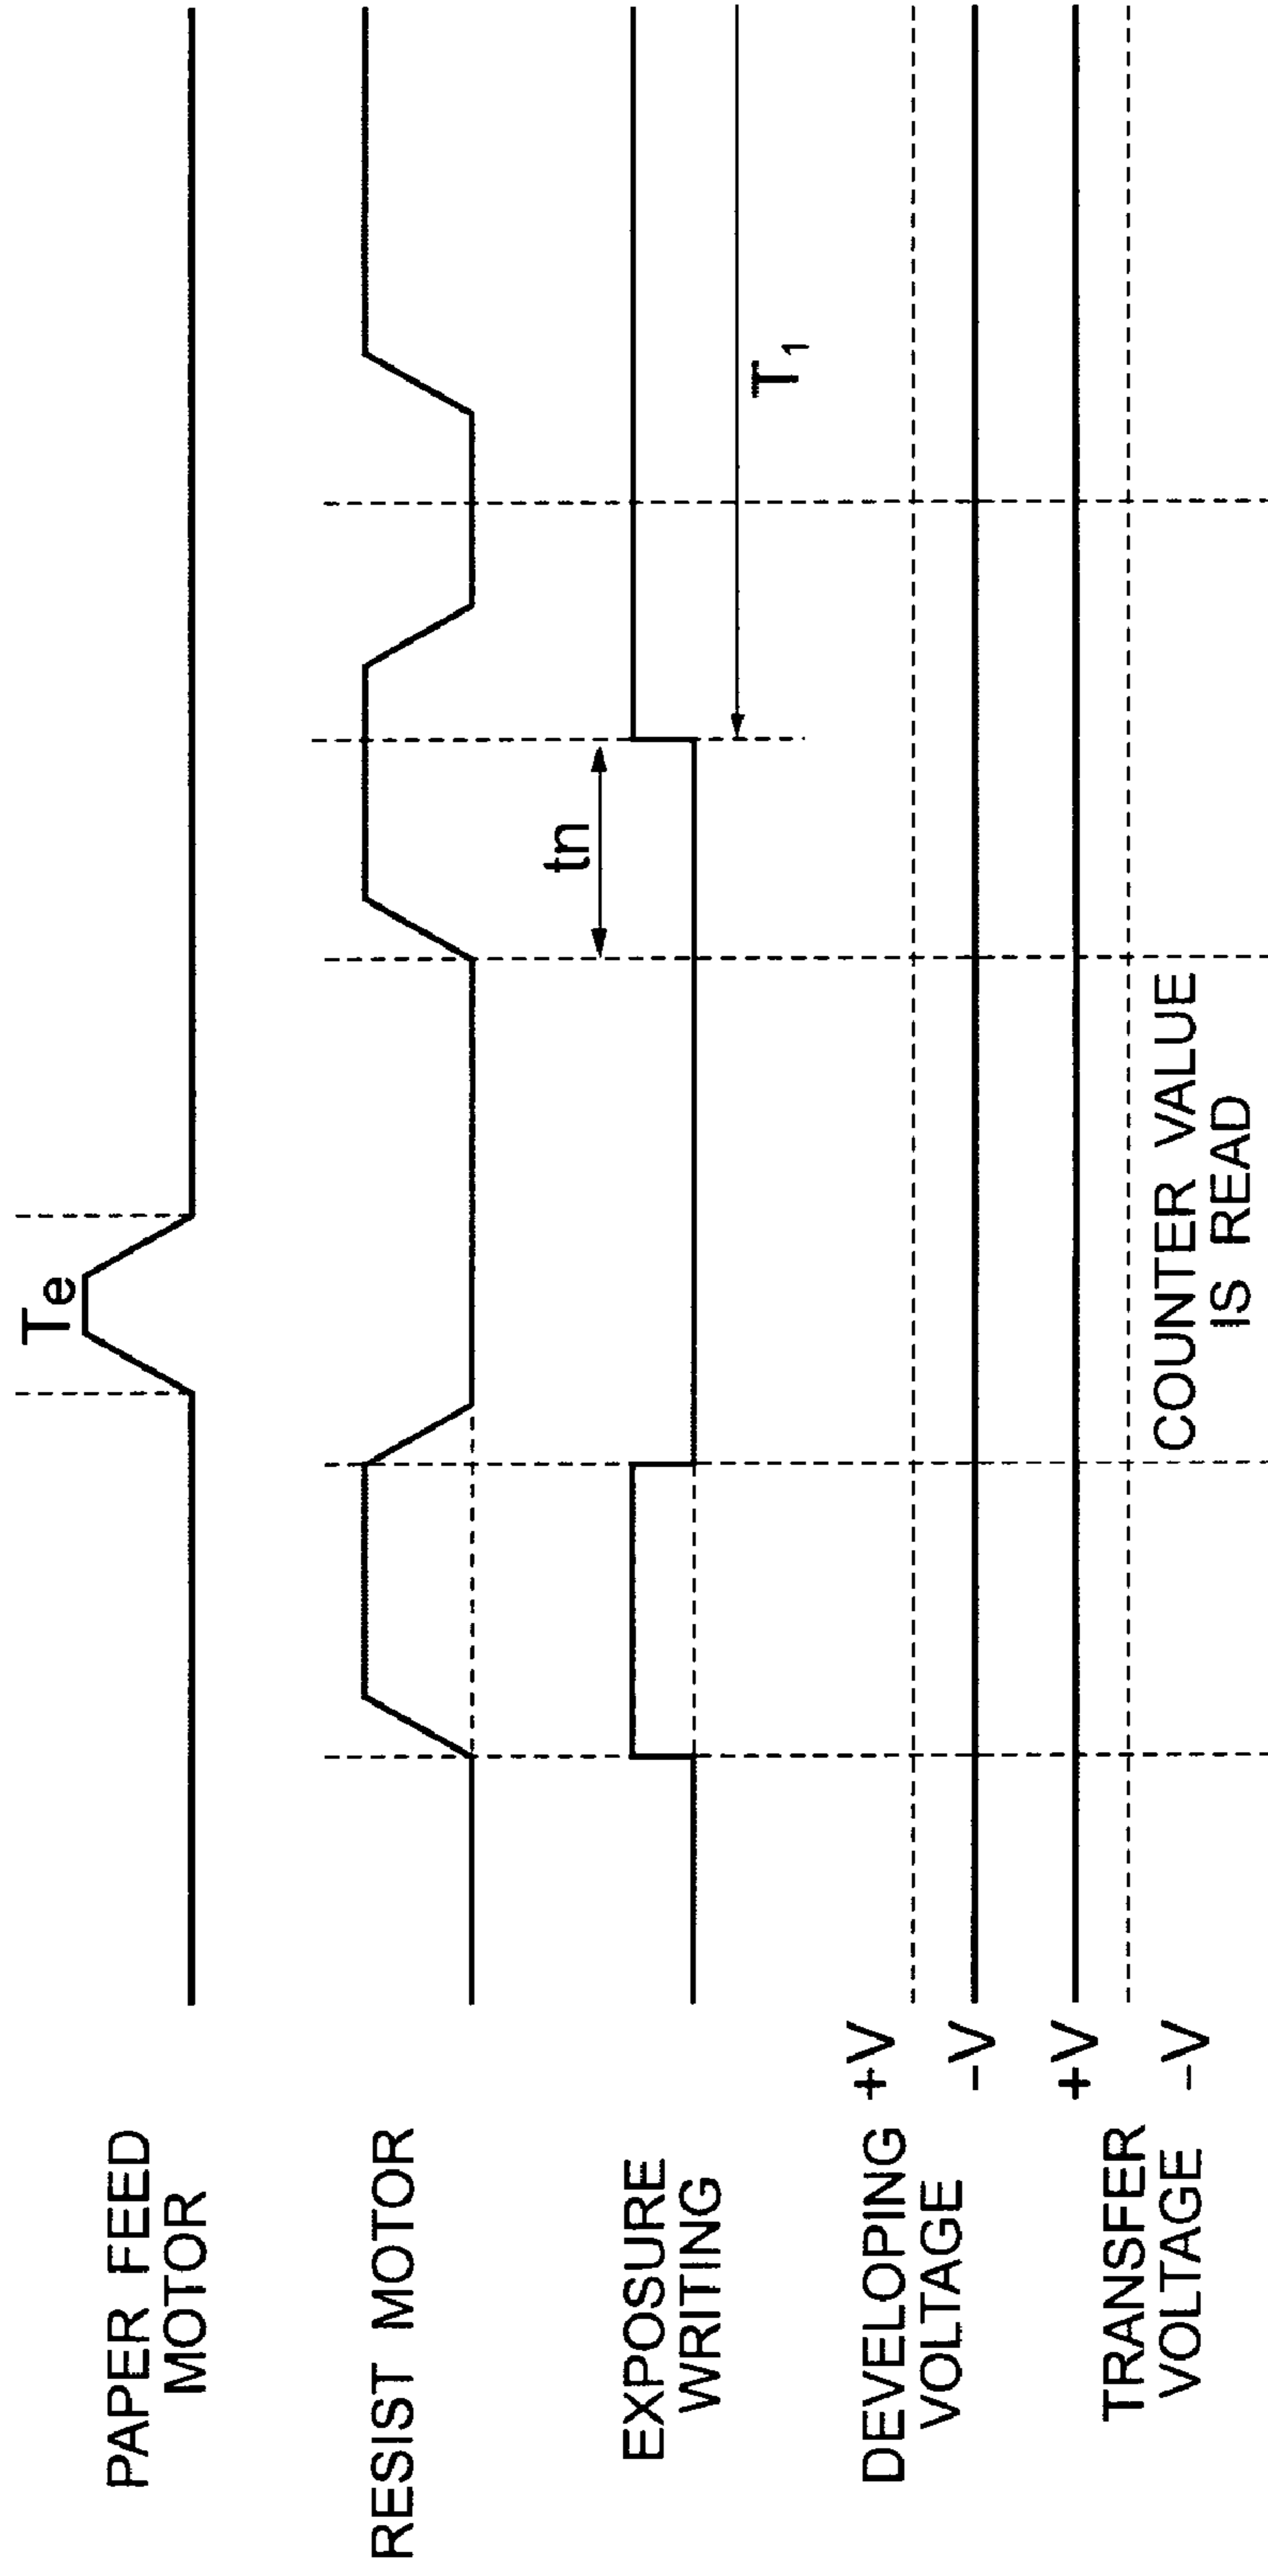 Te
PAPER FEED
MOTOR
RESIST MOTOR
tn
EXPOSURE
WRITING
T1
DEVELOPING
VOLTAGE
+V
−V
TRANSFER
VOLTAGE
+V
−V
COUNTER VALUE
IS READ